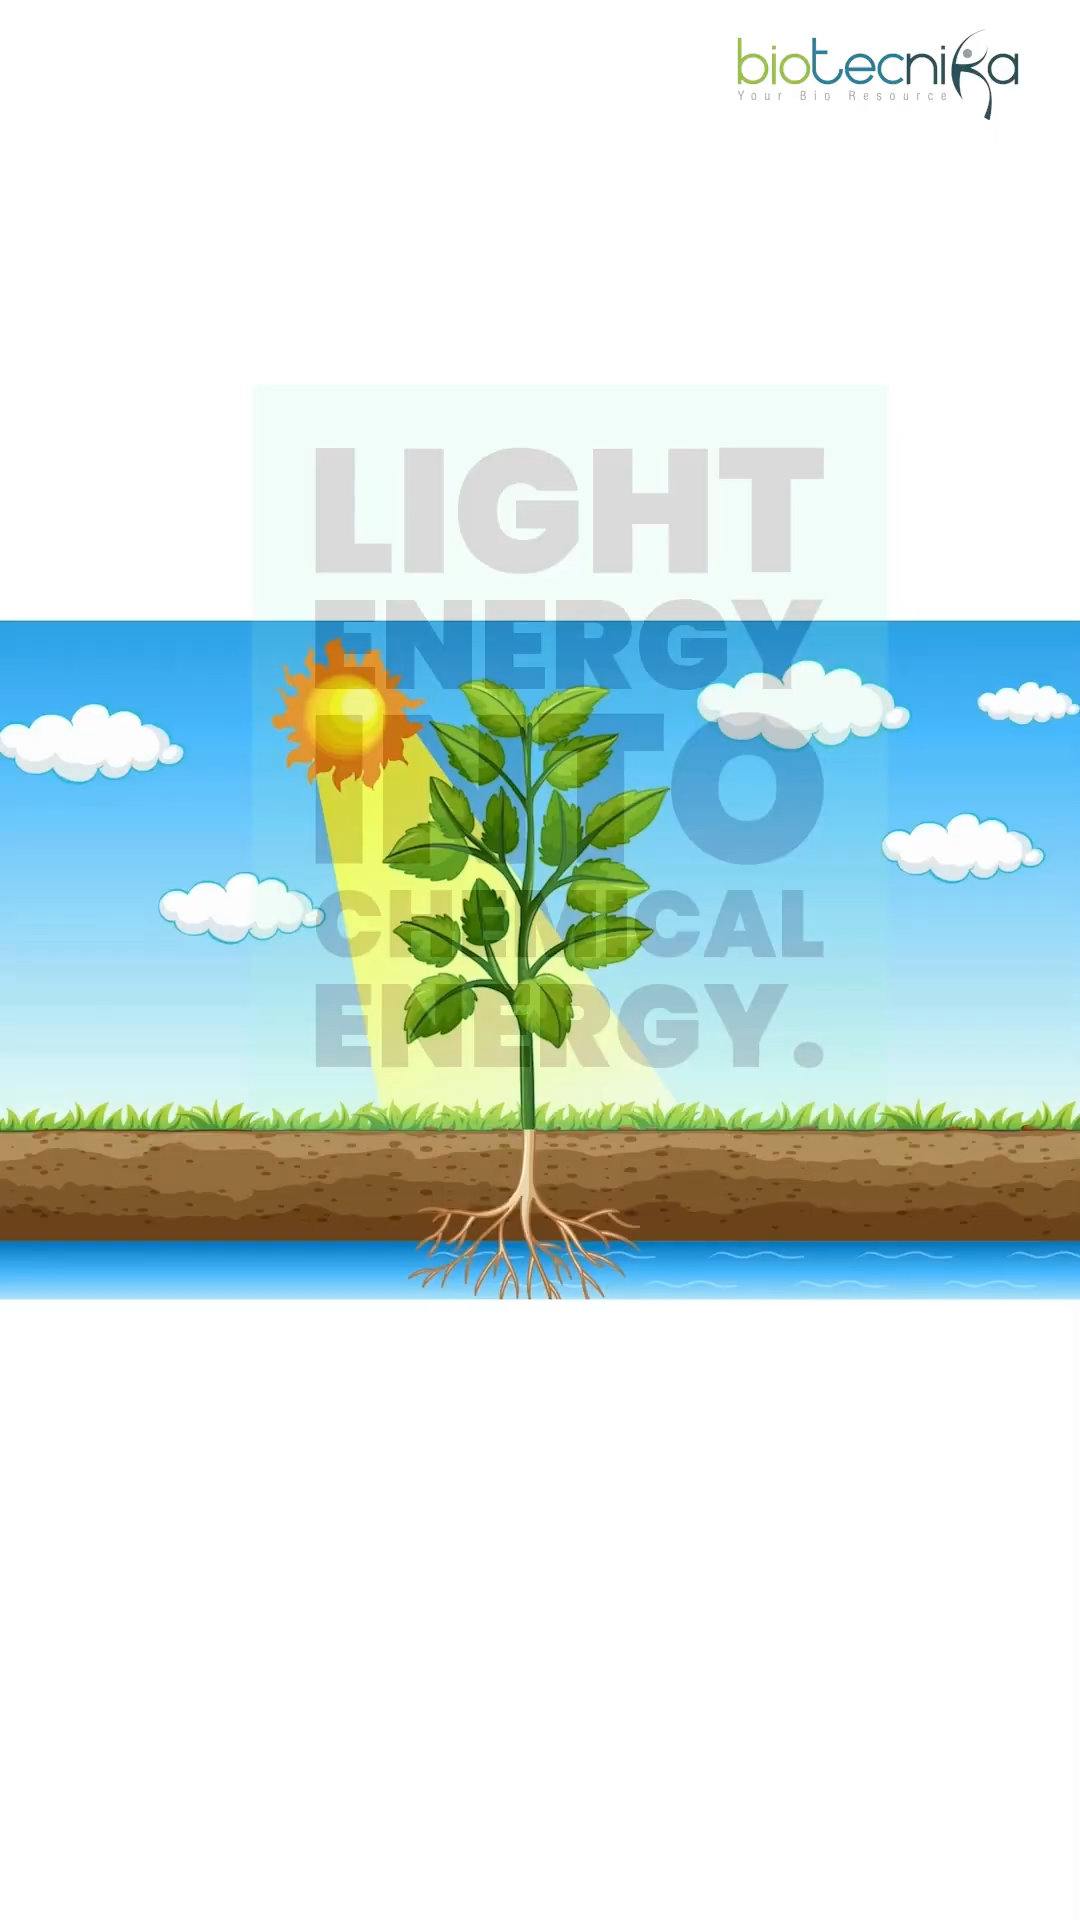 biotecnika
Your Bio Resource
LIGHT
ENERGY
INTO
CHEMICAL
ENERGY.